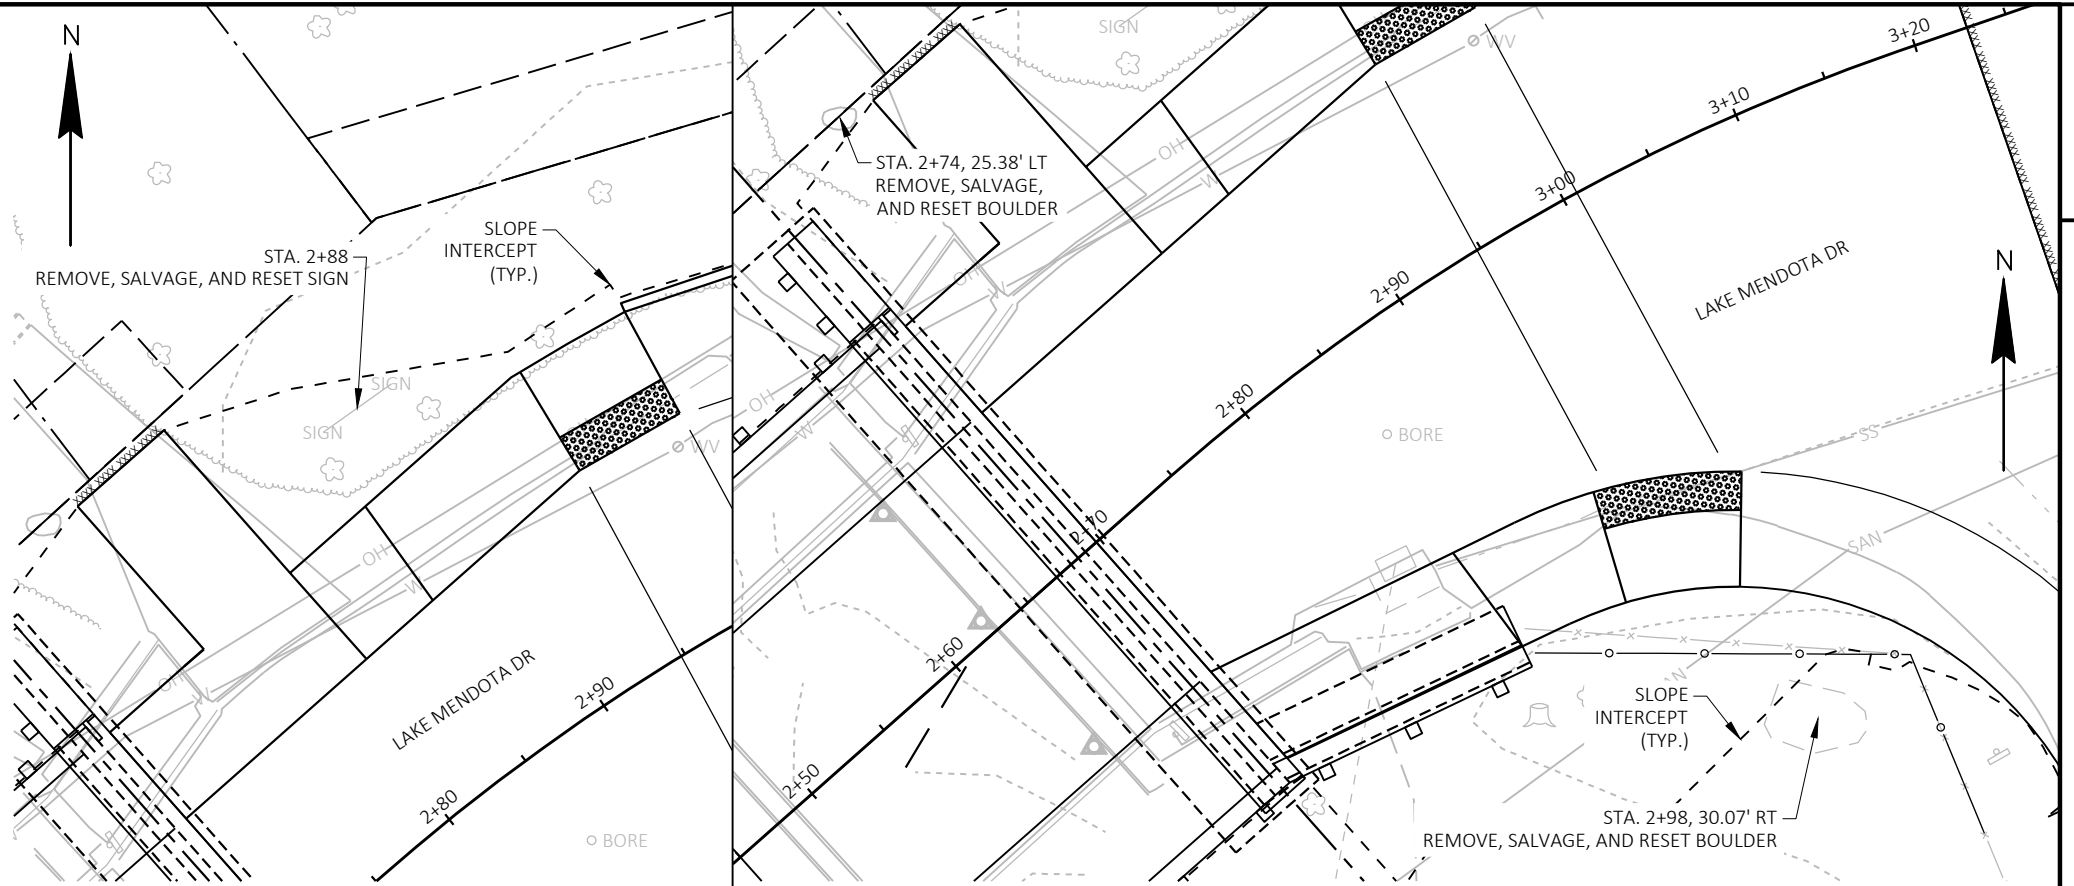 N
STA. 2+88
REMOVE, SALVAGE, AND RESET SIGN
SLOPE
INTERCEPT
(TYP.)
SIGN
SIGN
WV
OH
W
OH
W
LAKE MENDOTA DR
2+90
2+80
BORE
SIGN
WV
3+20
3+10
3+00
2+90
2+80
2+70
2+60
2+50
OH
W
OH
W
W
STA. 2+74, 25.38' LT
REMOVE, SALVAGE,
AND RESET BOULDER
LAKE MENDOTA DR
N
BORE
SS
SAN
SLOPE
INTERCEPT
(TYP.)
STA. 2+98, 30.07' RT
REMOVE, SALVAGE, AND RESET BOULDER